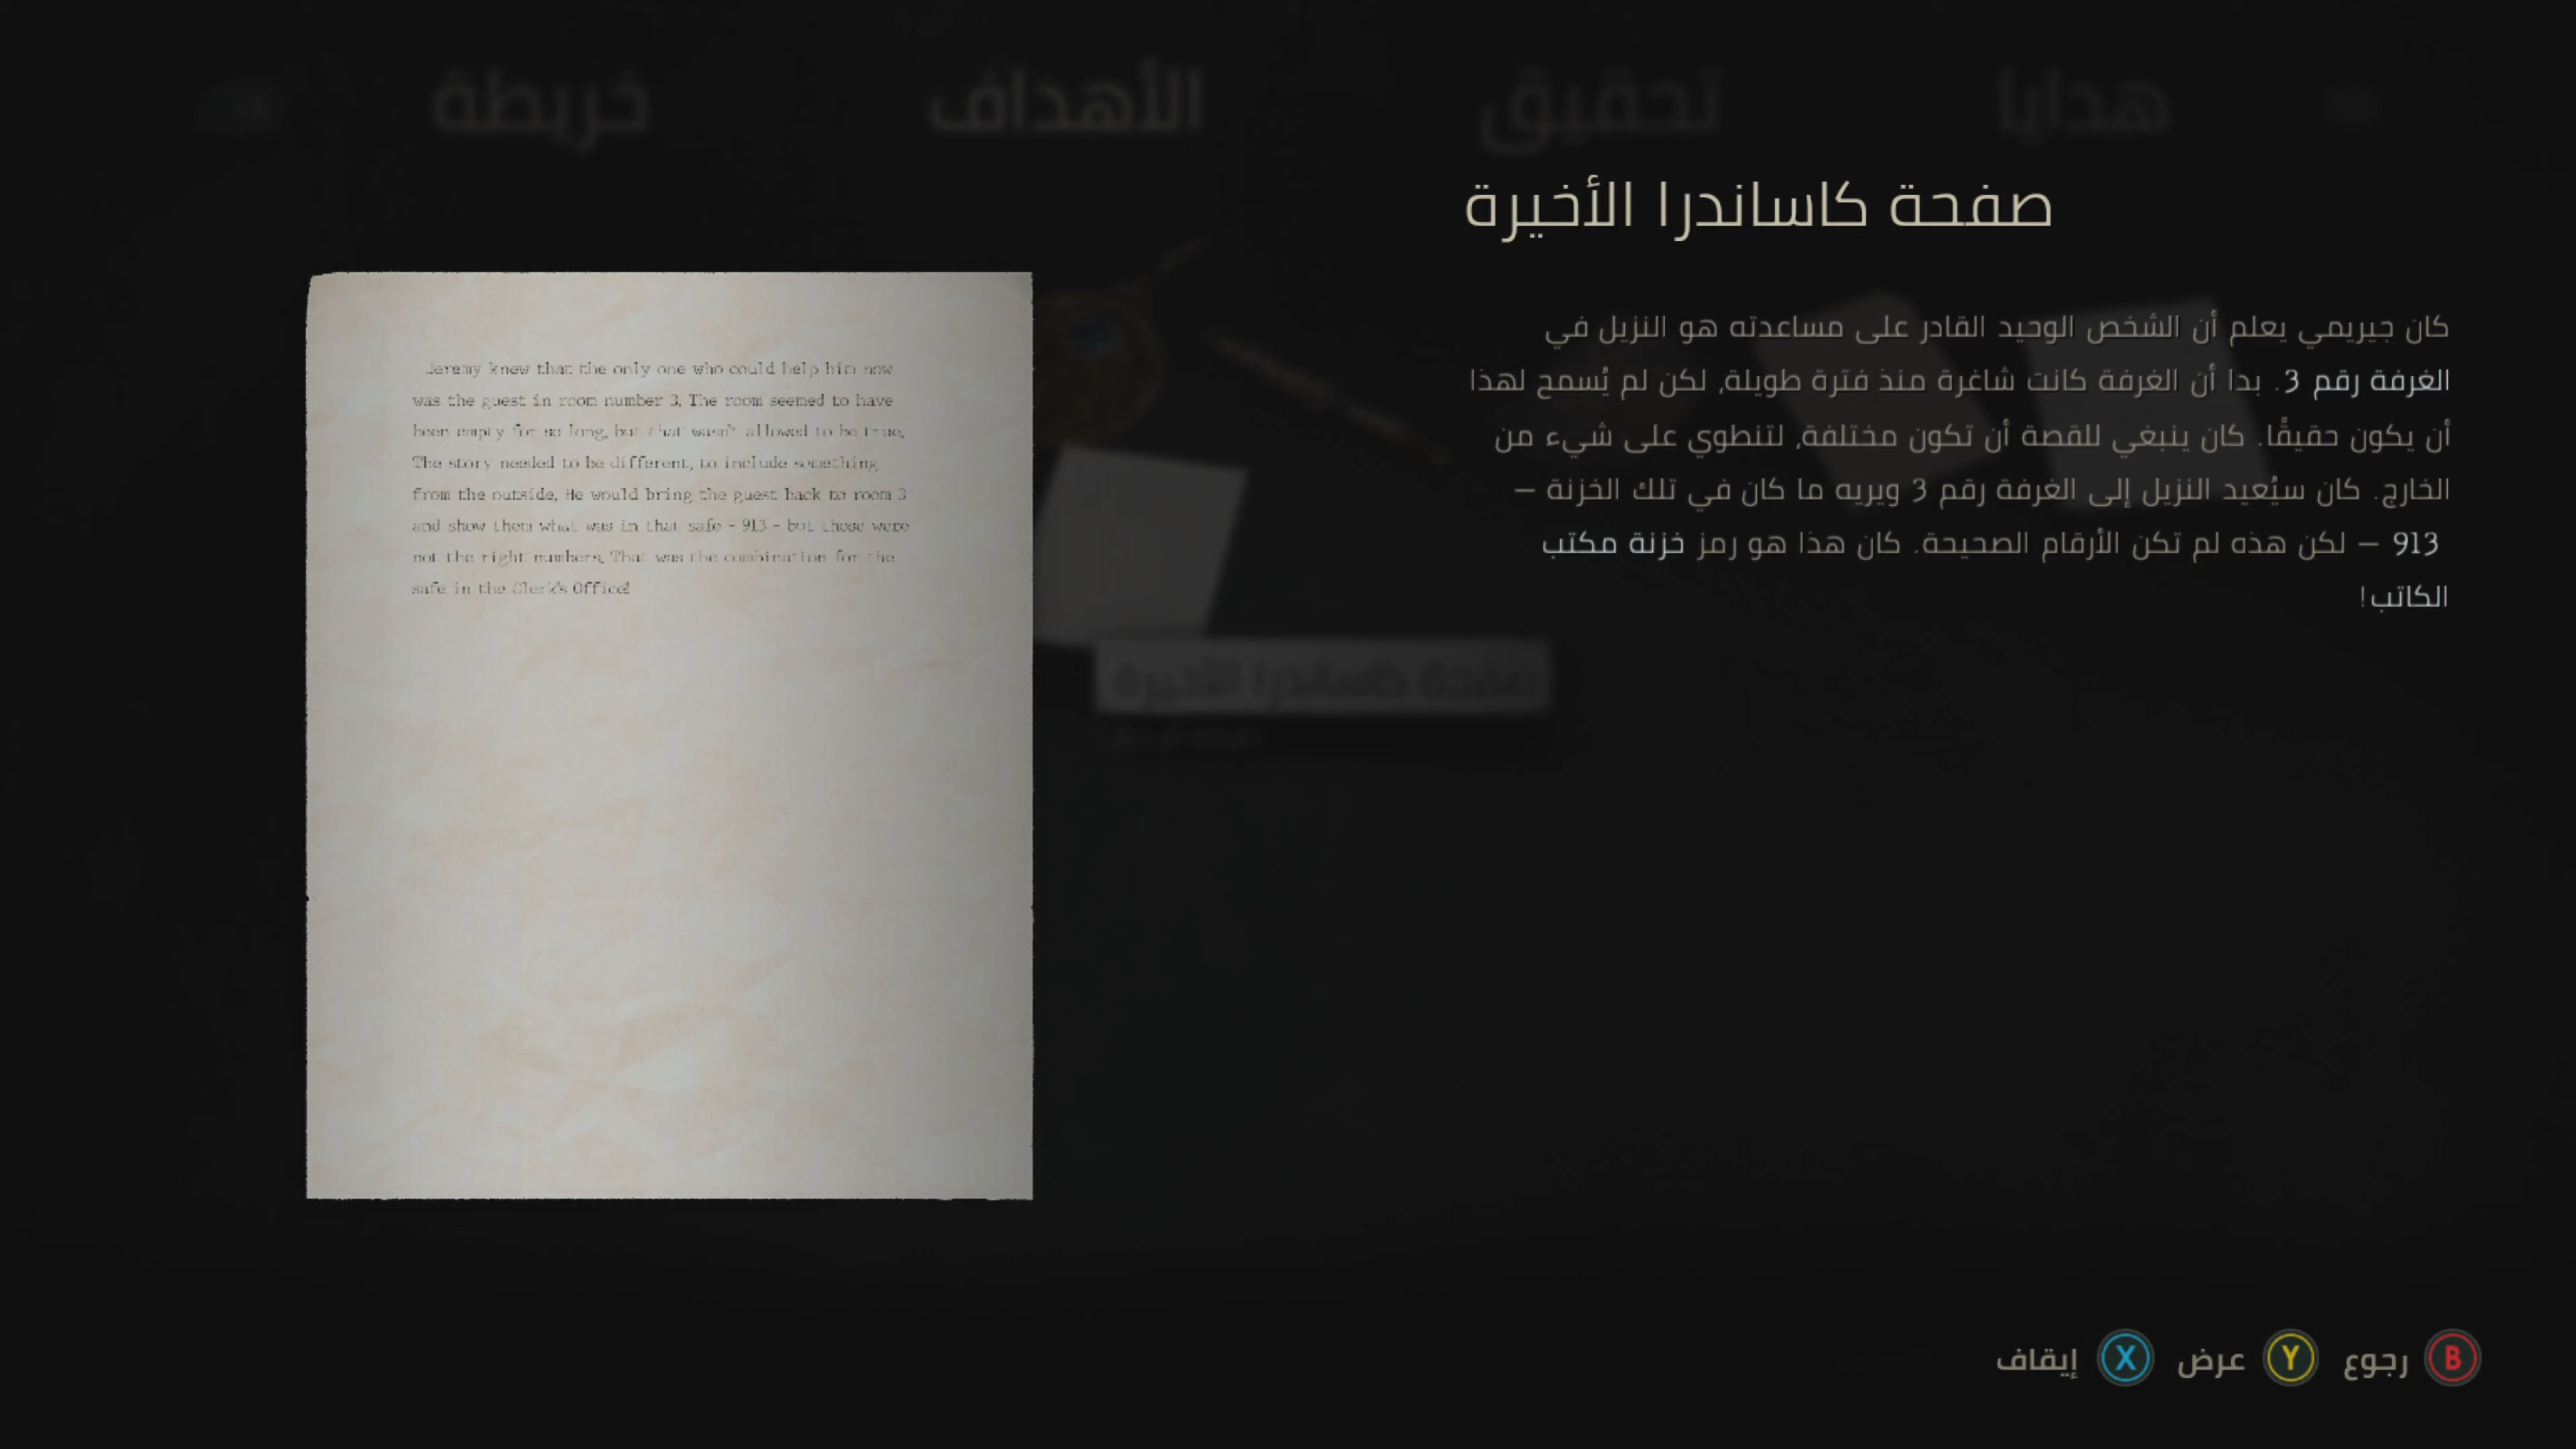 هدايا
تحقيق
الأهداف
خريطة
صفحة كاساندرا الأخيرة
كان جيريمي يعلم أن الشخص الوحيد القادر على مساعدته هو النزيل في
الغرفة رقم 3. بدا أن الغرفة كانت شاغرة منذ فترة طويلة, لكن لم يُسمح لهذا
أن يكون حقيقًا. كان ينبغي للقصة أن تكون مختلفة, لتنطوي على شيء من
الخارج. كان سيُعيد النزيل إلى الغرفة رقم 3 ويريه ما كان في تلك الخزنة –
913 – لكن هذه لم تكن الأرقام الصحيحة. كان هذا هو رمز خزنة مكتب
الكاتب!
Jeremy knew that the only one who could help him now
was the guest in room number 3. The room seemed to have
been empty for so long, but that wasn't allowed to be true.
The story needed to be different, to include something
from the outside. He would bring the guest back to room 3
and show them what was in that safe - 913 - but those were
not the right numbers. That was the combination for the
safe in the Clerk's Office!
صفحة كاساندرا الأخيرة
B رجوع Y عرض X إيقاف